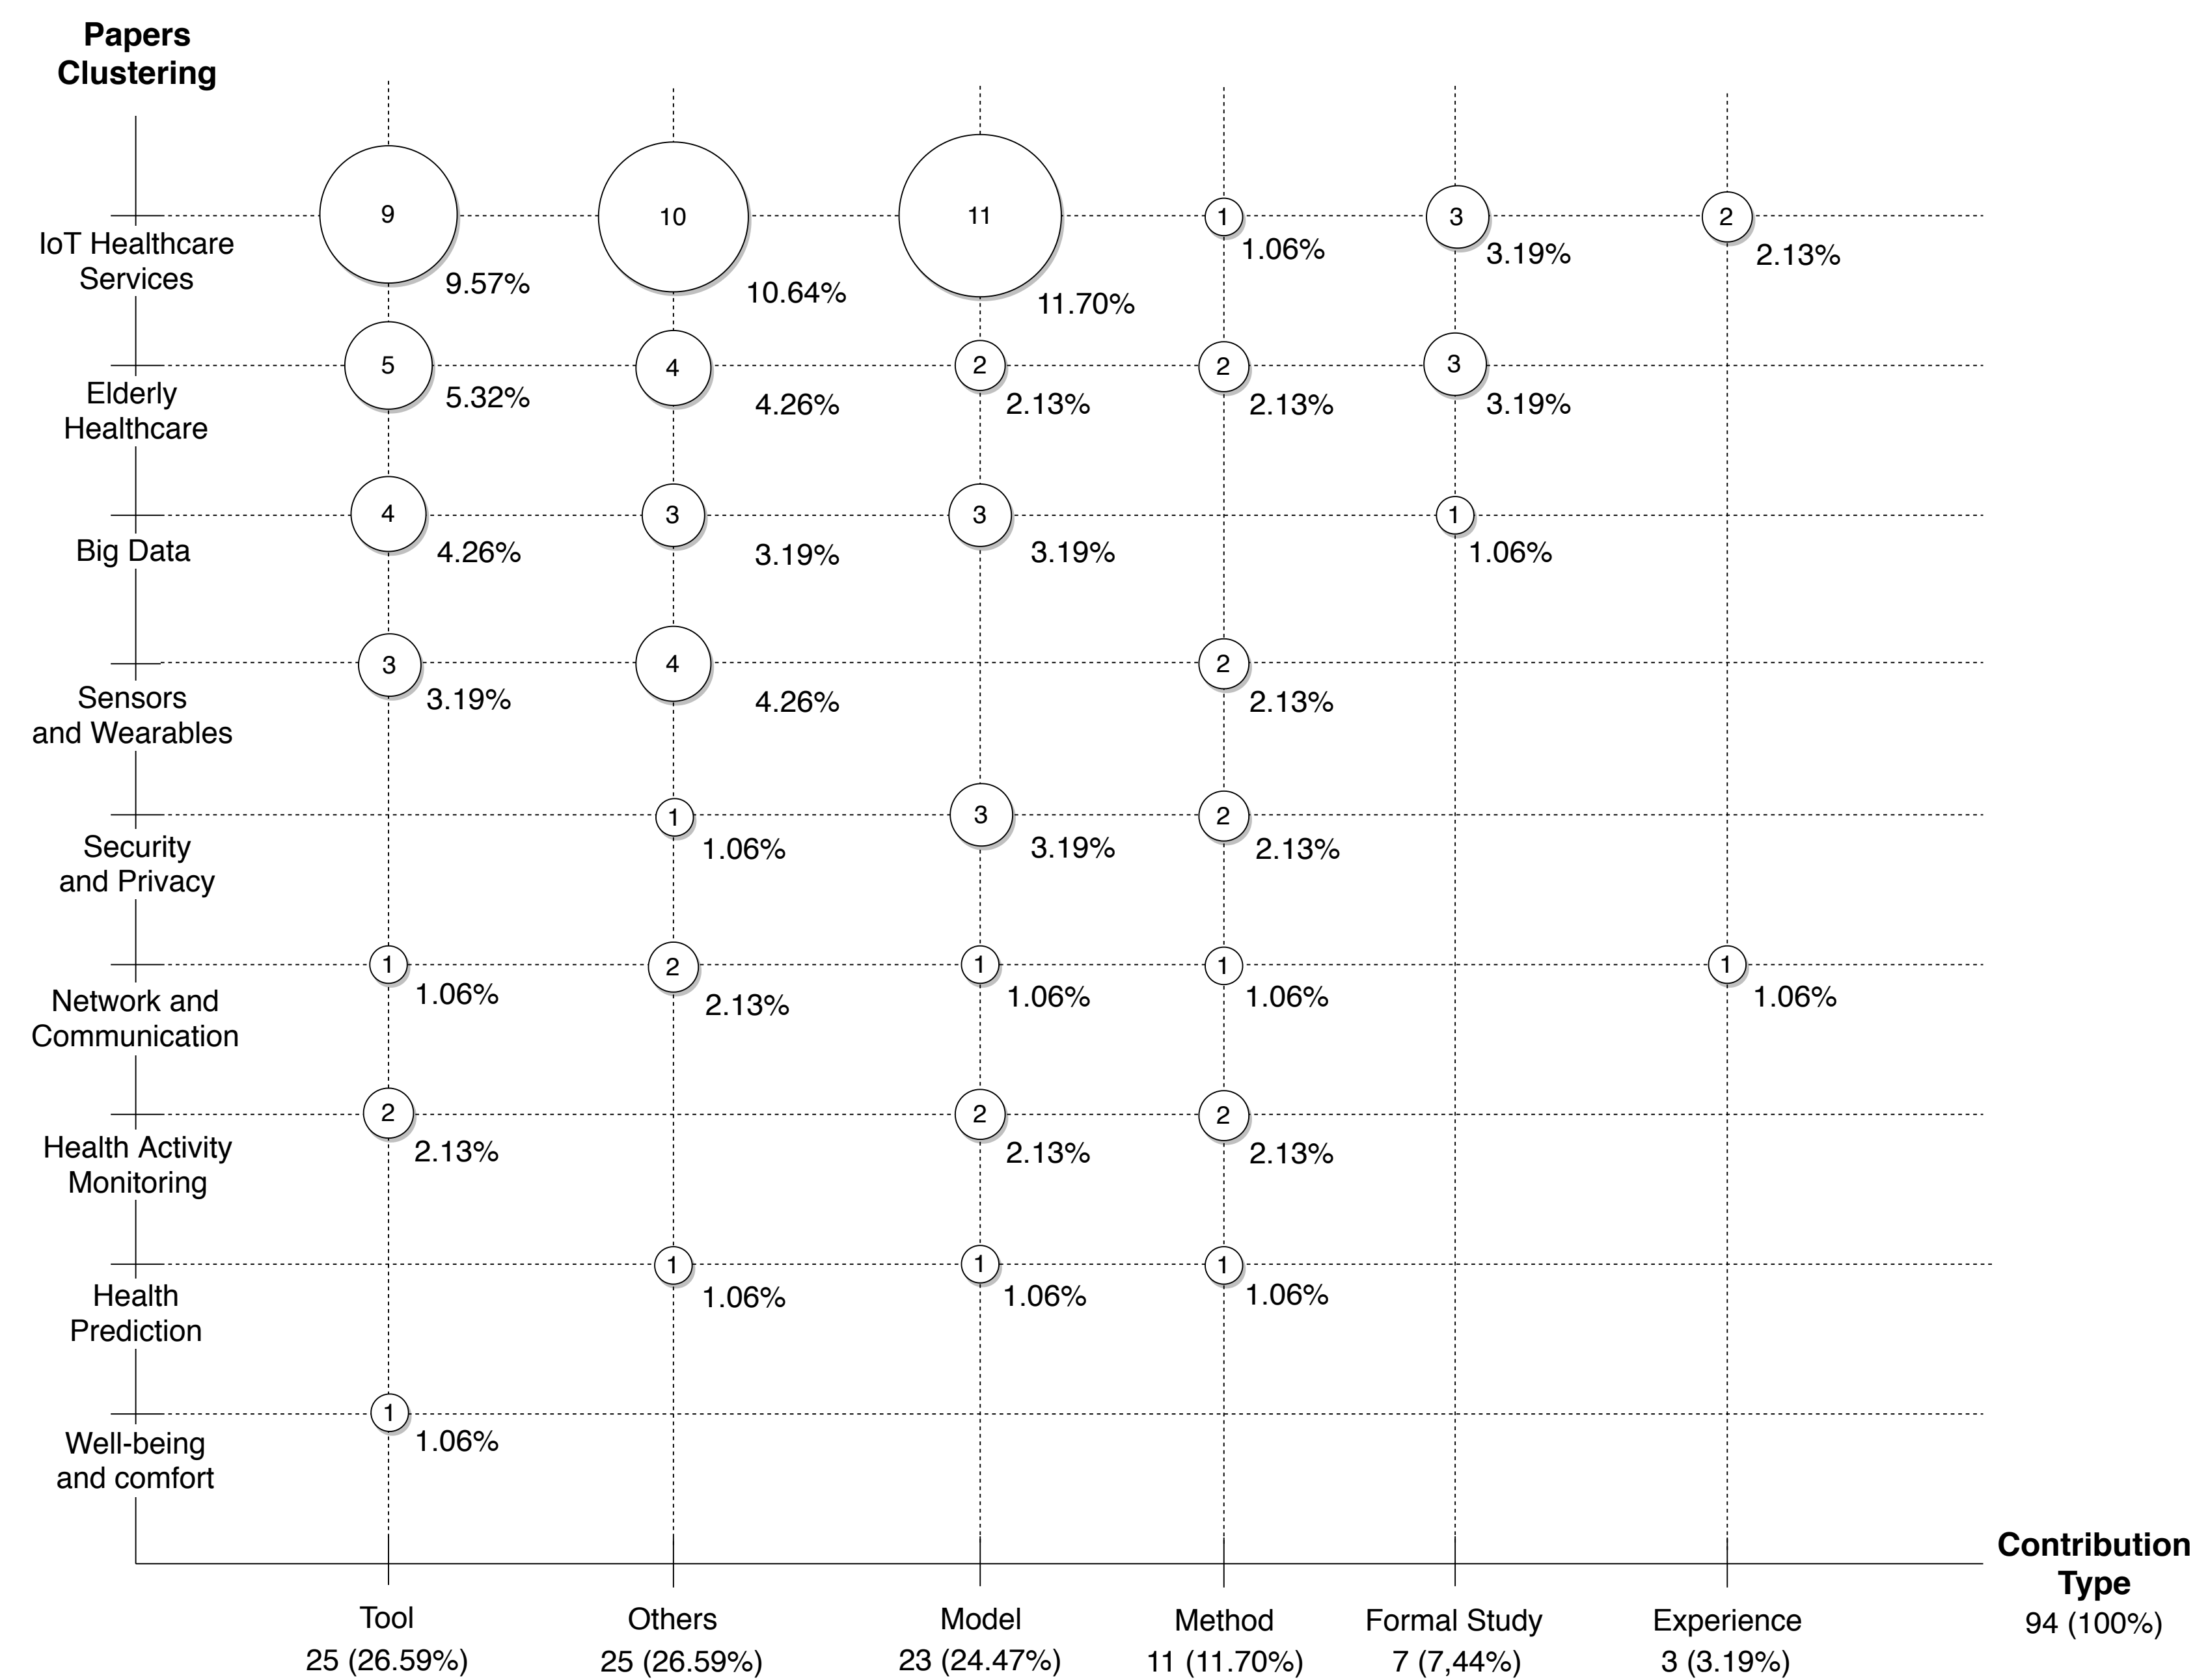 Papers
Clustering
9
10
11
1
3
2
IoT Healthcare
Services
9.57%
10.64%
11.70%
1.06%
3.19%
2.13%
5
4
2
2
3
Elderly
Healthcare
5.32%
4.26%
2.13%
2.13%
3.19%
4
3
3
1
Big Data
4.26%
3.19%
3.19%
1.06%
3
4
2
Sensors
and Wearables
3.19%
4.26%
2.13%
1
3
2
Security
and Privacy
1.06%
3.19%
2.13%
1
2
1
1
1
Network and
Communication
1.06%
2.13%
1.06%
1.06%
1.06%
2
2
2
Health Activity
Monitoring
2.13%
2.13%
2.13%
1
1
1
Health
Prediction
1.06%
1.06%
1.06%
1
Well-being
and comfort
1.06%
Contribution
Type
94 (100%)
Tool
25 (26.59%)
Others
25 (26.59%)
Model
23 (24.47%)
Method
11 (11.70%)
Formal Study
7 (7,44%)
Experience
3 (3.19%)